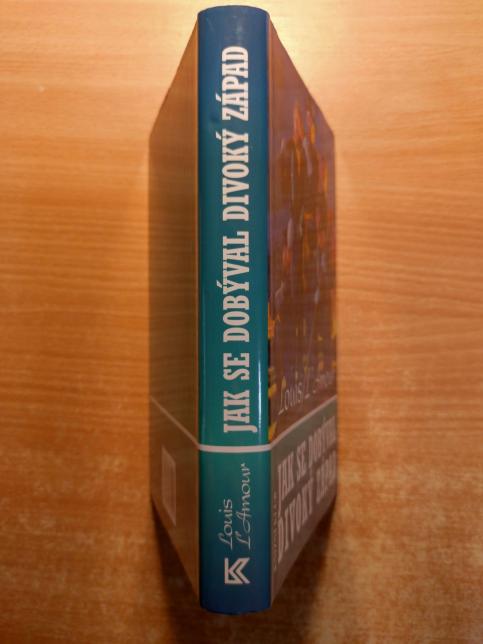 JAK SE DOBÝVAL DIVOKÝ ZÁPAD
Louis
L'Amour
Louis L'Amour
JAK SE DOBÝVAL
DIVOKÝ ZÁPAD